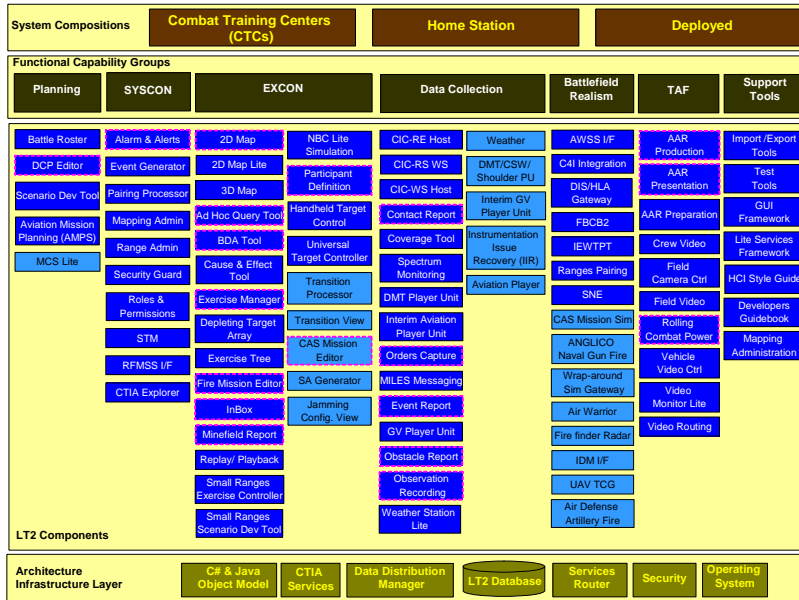 System Compositions
Combat Training Centers
(CTCs)
Home Station
Deployed
Functional Capability Groups
Planning
SYSCON
EXCON
Data Collection
Battlefield
Realism
TAF
Support
Tools
Battle Roster
DCP Editor
Scenario Dev Tool
Aviation Mission
Planning (AMPS)
MCS Lite
Alarm & Alerts
Event Generator
Pairing Processor
Mapping Admin
Range Admin
Security Guard
Roles &
Permissions
STM
RFMSS I/F
CTIA Explorer
2D Map
2D Map Lite
3D Map
Ad Hoc Query Tool
BDA Tool
Cause & Effect
Tool
Exercise Manager
Depleting Target
Array
Exercise Tree
Fire Mission Editor
InBox
Minefield Report
Replay/ Playback
Small Ranges
Exercise Controller
Small Ranges
Scenario Dev Tool
NBC Lite
Simulation
Participant
Definition
Handheld Target
Control
Universal
Target Controller
Transition
Processor
Transition View
CAS Mission
Editor
SA Generator
Jamming
Config. View
CIC-RE Host
CIC-RS WS
CIC-WS Host
Contact Report
Coverage Tool
Spectrum
Monitoring
DMT Player Unit
Interim Aviation
Player Unit
Orders Capture
MILES Messaging
Event Report
GV Player Unit
Obstacle Report
Observation
Recording
Weather Station
Lite
Weather
DMT/CSW/
Shoulder PU
Interim GV
Player Unit
Instrumentation
Issue
Recovery (IIR)
Aviation Player
AWSS I/F
C4I Integration
DIS/HLA
Gateway
FBCB2
IEWTPT
Ranges Pairing
SNE
CAS Mission Sim
ANGLICO
Naval Gun Fire
Wrap-around
Sim Gateway
Air Warrior
Fire finder Radar
IDM I/F
UAV TCG
Air Defense
Artillery Fire
AAR
Production
AAR
Presentation
AAR Preparation
Crew Video
Field
Camera Ctrl
Field Video
Rolling
Combat Power
Vehicle
Video Ctrl
Video
Monitor Lite
Video Routing
Import /Export
Tools
Test
Tools
GUI
Framework
Lite Services
Framework
HCI Style Guide
Developers
Guidebook
Mapping
Administration
LT2 Components
Architecture
Infrastructure Layer
C# & Java
Object Model
CTIA
Services
Data Distribution
Manager
LT2 Database
Services
Router
Security
Operating
System